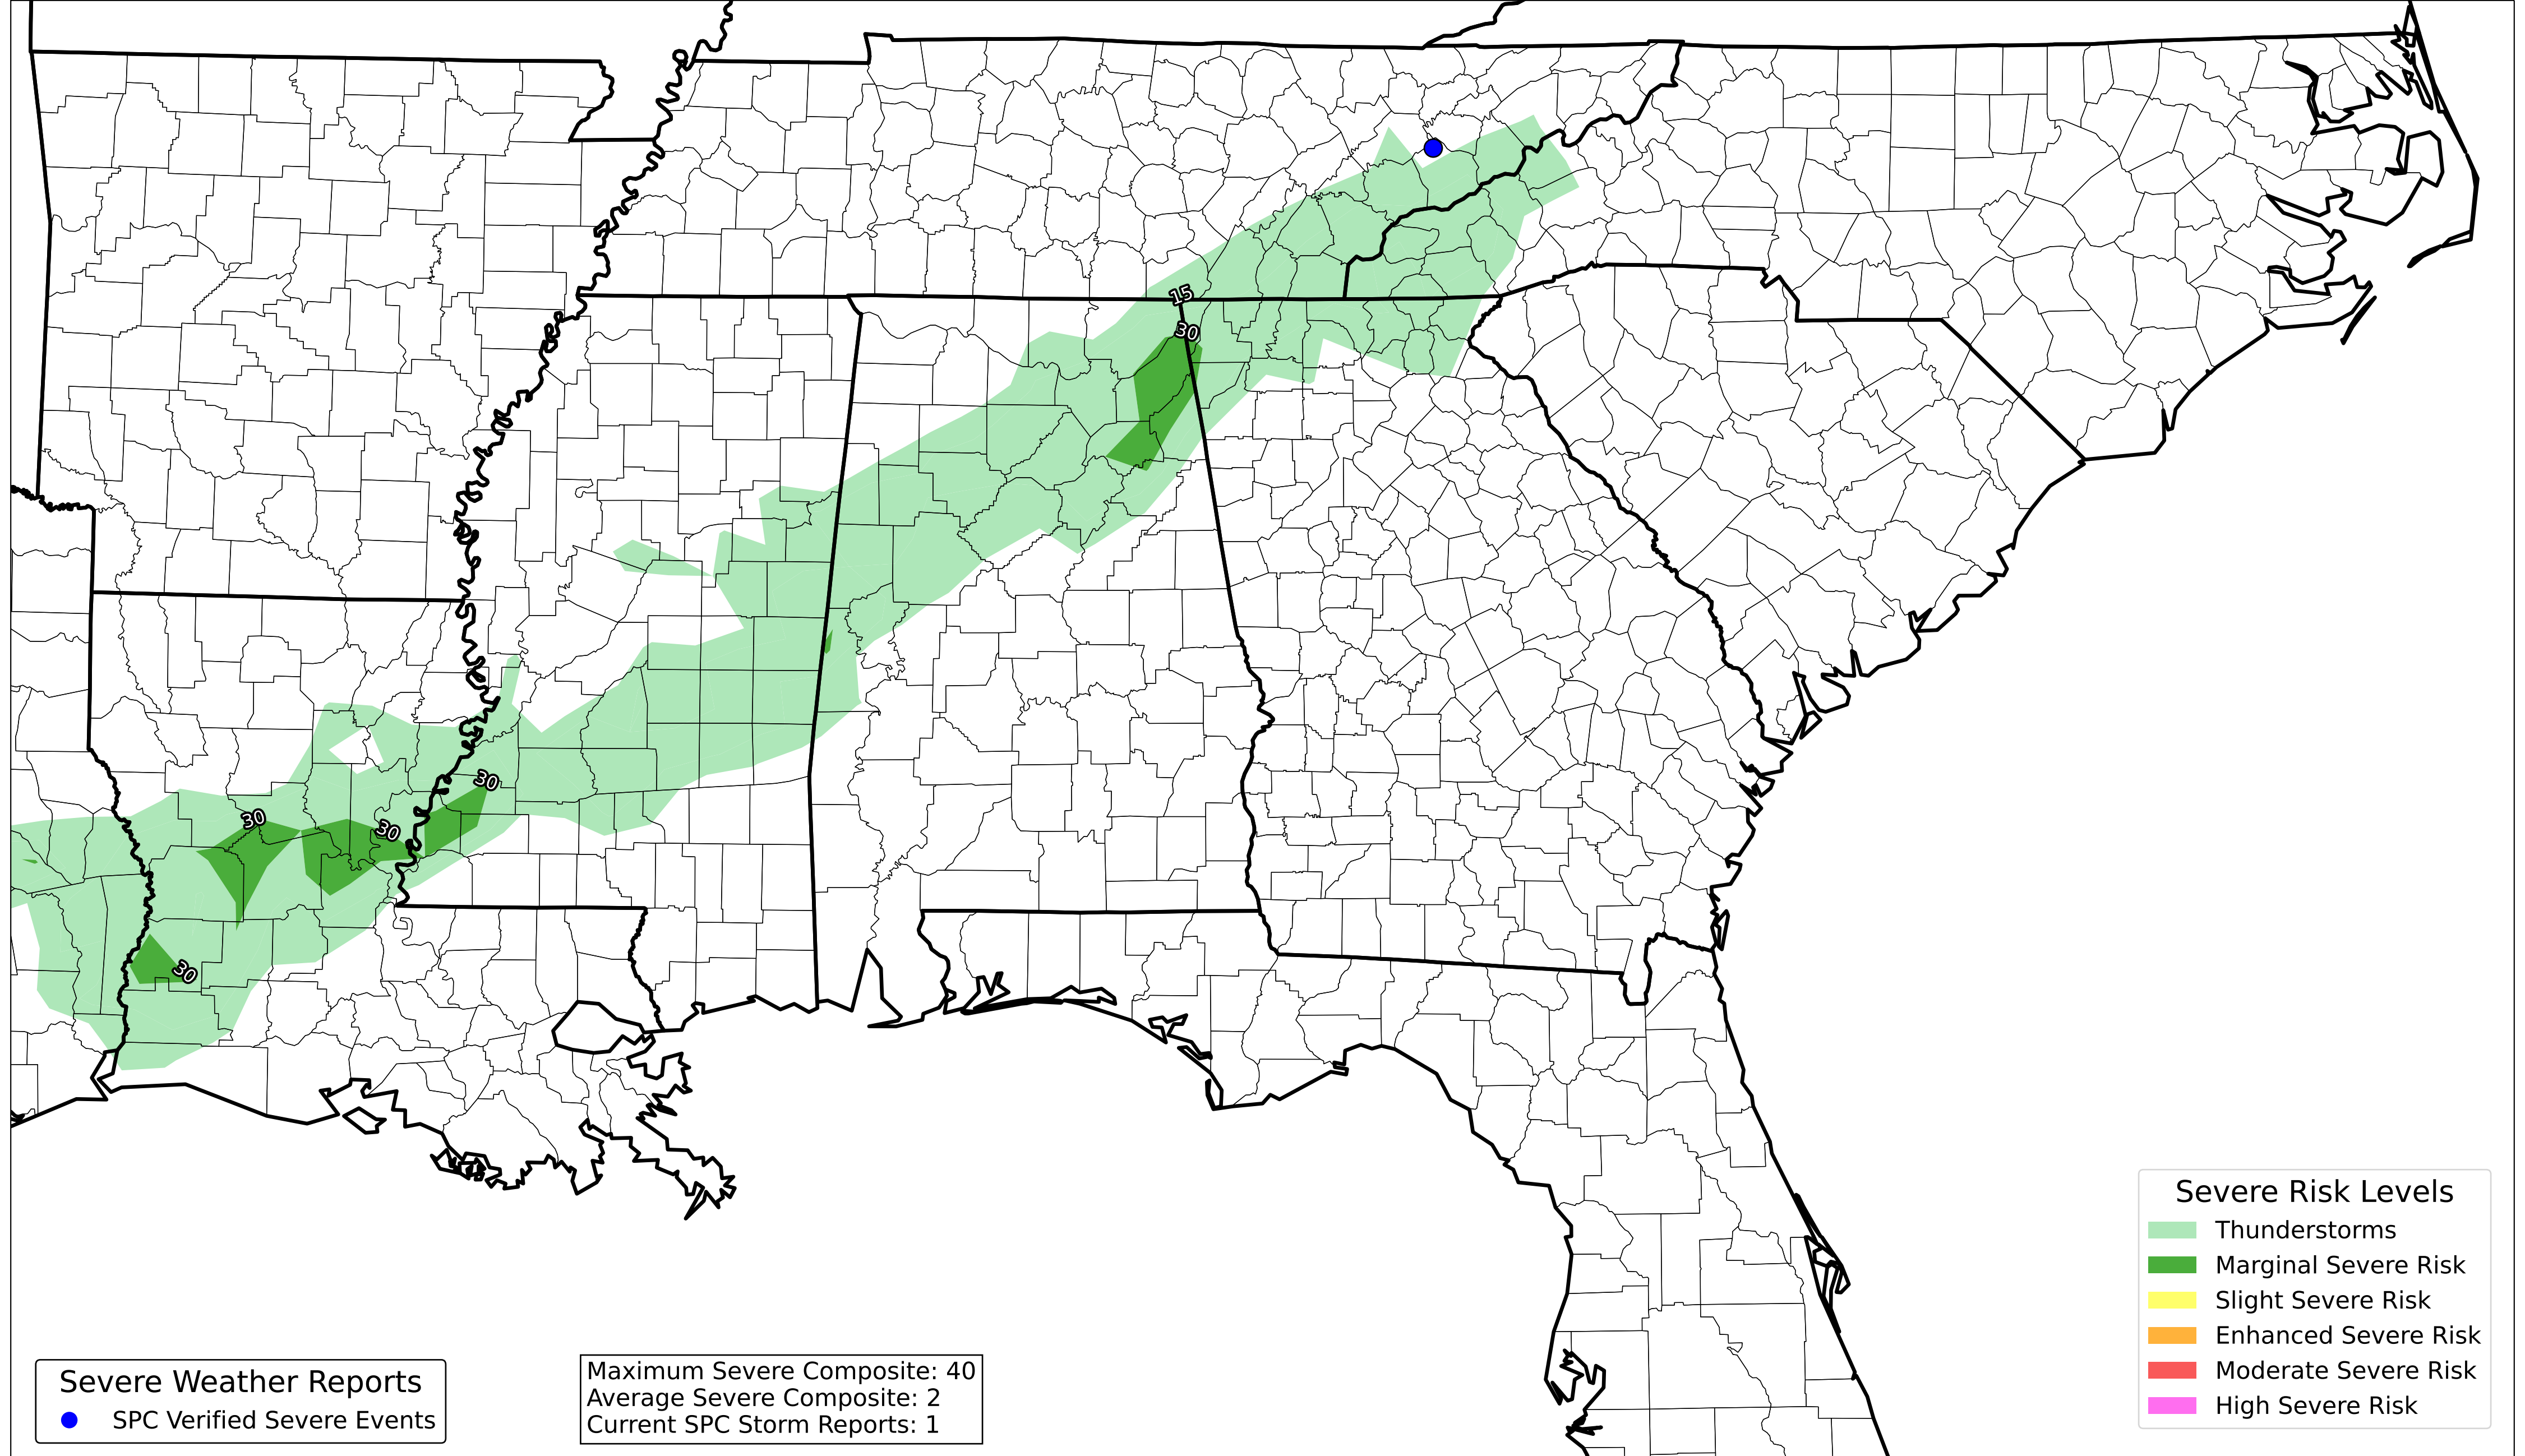 15
30
30
30
30
30
Severe Risk Levels
Thunderstorms
Marginal Severe Risk
Slight Severe Risk
Enhanced Severe Risk
Moderate Severe Risk
High Severe Risk
Severe Weather Reports
SPC Verified Severe Events
Maximum Severe Composite: 40
Average Severe Composite: 2
Current SPC Storm Reports: 1